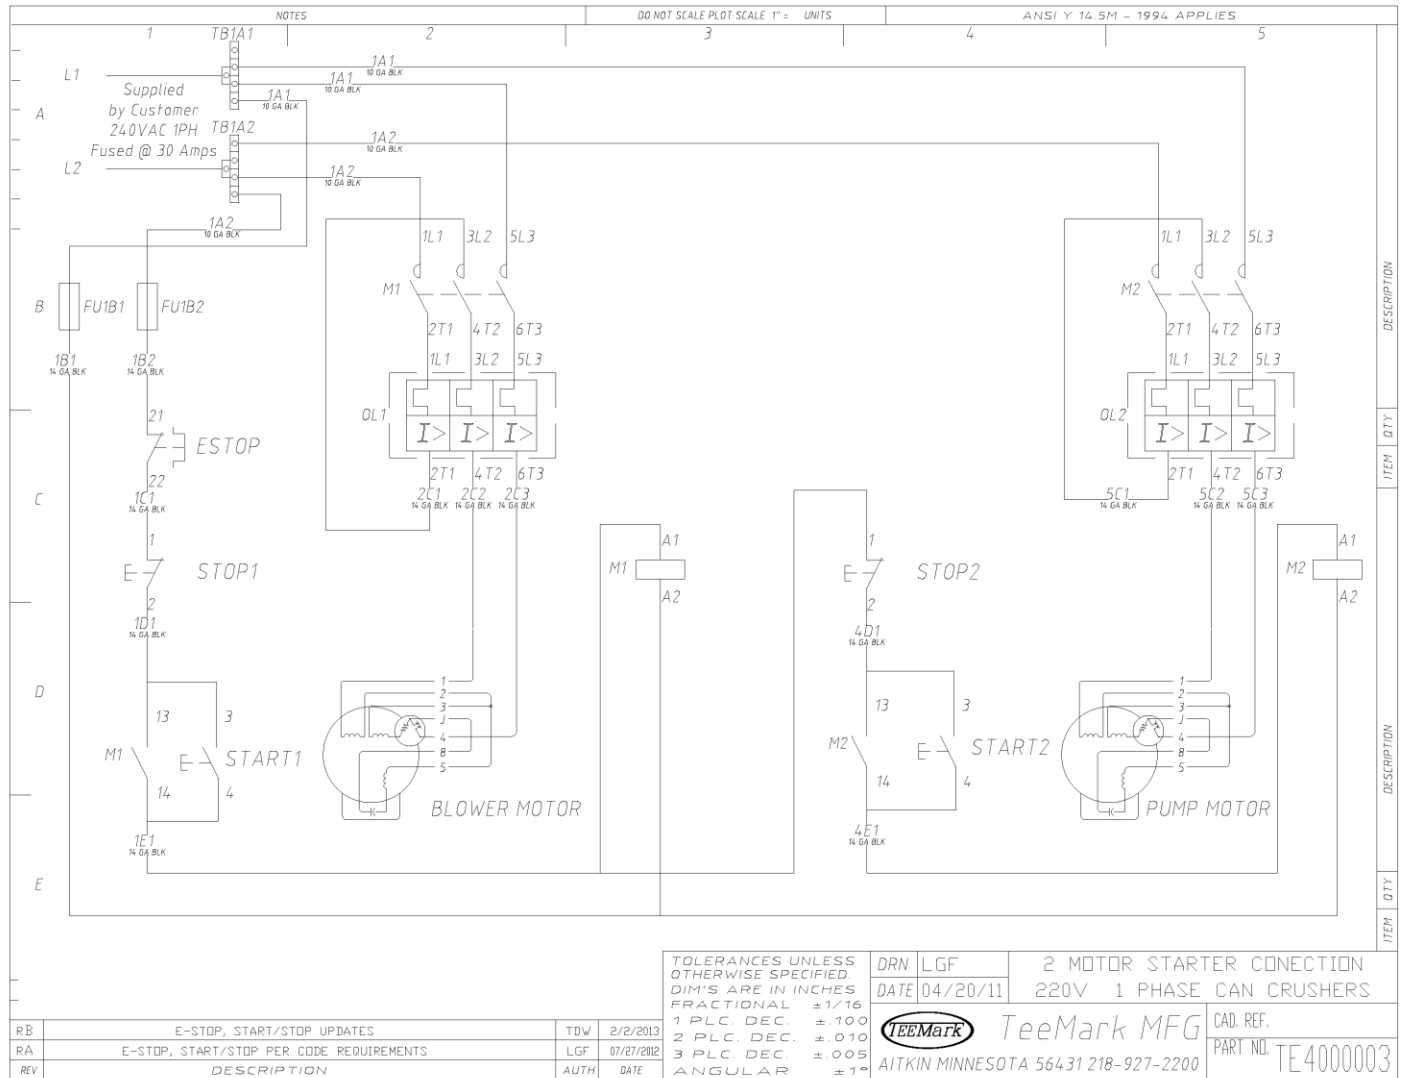 NOTES
DO NOT SCALE PLOT SCALE 1" = UNITS
ANSI Y 14.5M - 1994 APPLIES
1
2
3
4
5
TB1A1
L1
1A1
10 GA BLK
1A1
10 GA BLK
1A1
10 GA BLK
Supplied
by Customer
240VAC 1PH
Fused @ 30 Amps
A
TB1A2
L2
1A2
10 GA BLK
1A2
10 GA BLK
1A2
10 GA BLK
1L1 3L2 5L3
1L1 3L2 5L3
M1
M2
B
FU1B1
FU1B2
2T1 4T2 6T3
2T1 4T2 6T3
1B1
14 GA BLK
1B2
14 GA BLK
1L1 3L2 5L3
1L1 3L2 5L3
OL1
OL2
I> I> I>
I> I> I>
21
ESTOP
22
2T1 4T2 6T3
2T1 4T2 6T3
C
1C1
14 GA BLK
2C1
14 GA BLK
2C2
14 GA BLK
2C3
14 GA BLK
5C1
14 GA BLK
5C2
14 GA BLK
5C3
14 GA BLK
1
STOP1
2
A1
M1
A2
1
STOP2
2
A1
M2
A2
1D1
14 GA BLK
4D1
14 GA BLK
D
13
3
M1
START1
14
4
1
2
3
J
4
8
5
BLOWER MOTOR
13
3
M2
START2
14
4
1
2
3
J
4
8
5
PUMP MOTOR
1E1
14 GA BLK
4E1
14 GA BLK
E
DESCRIPTION
QTY
ITEM
DESCRIPTION
QTY
ITEM
TOLERANCES UNLESS
OTHERWISE SPECIFIED.
DIM'S ARE IN INCHES
FRACTIONAL ±1/16
1 PLC. DEC. ±.100
2 PLC. DEC. ±.010
3 PLC. DEC. ±.005
ANGULAR ±1°
DRN LGF
DATE 04/20/11
2 MOTOR STARTER CONECTION
220V 1 PHASE CAN CRUSHERS
TEEMark
TeeMark MFG
AITKIN MINNESOTA 56431 218-927-2200
CAD. REF.
PART NO. TE4000003
RB E-STOP, START/STOP UPDATES TDW 2/2/2013
RA E-STOP, START/STOP PER CODE REQUIREMENTS LGF 07/27/2012
REV DESCRIPTION AUTH DATE